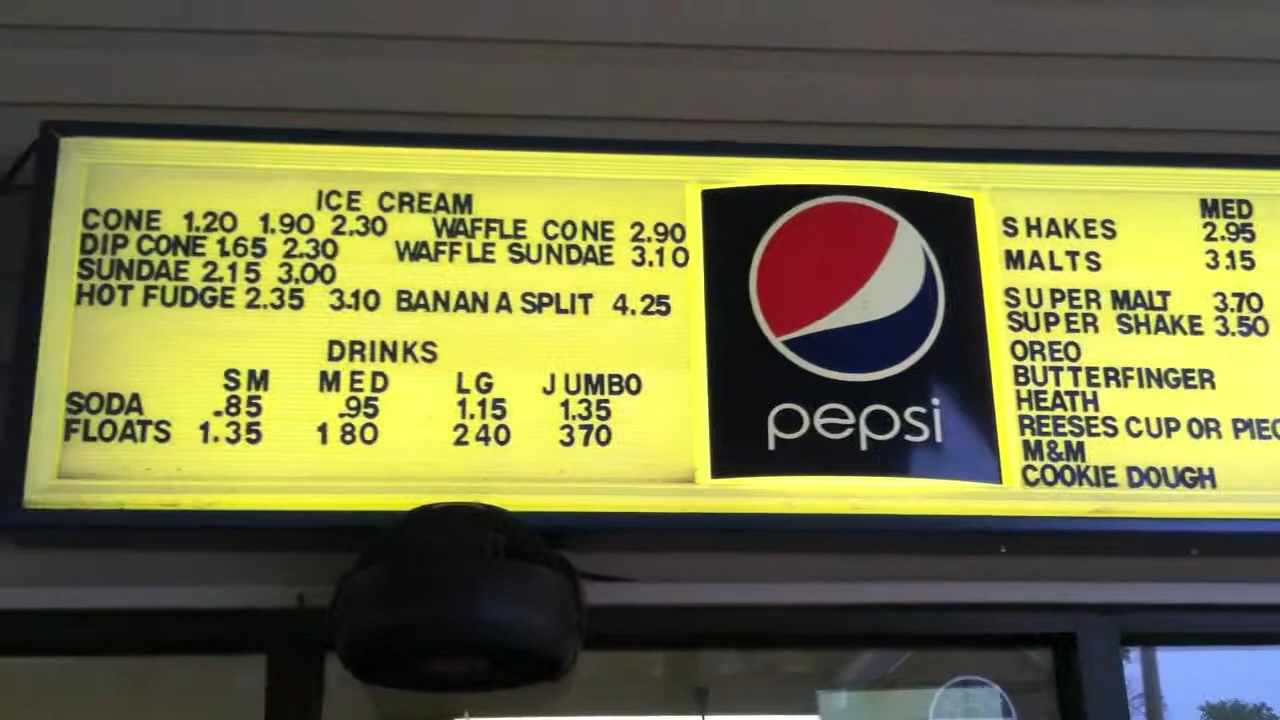 ICE CREAM
CONE 1.20 1.90 2.30 WAFFLE CONE 2.90
DIP CONE 1.65 2.30 WAFFLE SUNDAE 3.10
SUNDAE 2.15 3.00
HOT FUDGE 2.35 3.10 BANANA SPLIT 4.25
DRINKS
SM MED LG JUMBO
SODA .85 .95 1.15 1.35
FLOATS 1.35 1 80 2 40 3 70
pepsi
MED
SHAKES 2.95
MALTS 3.15
SUPER MALT 3.70
SUPER SHAKE 3.50
OREO
BUTTERFINGER
HEATH
REESES CUP OR PIEC
M&M
COOKIE DOUGH